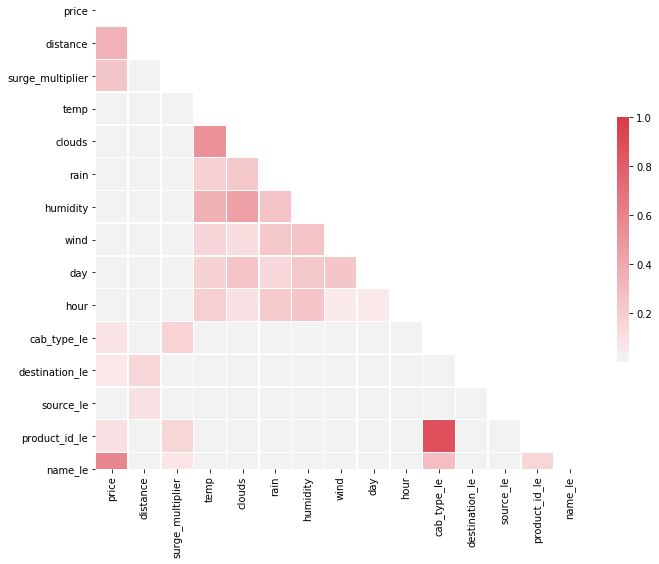 price
distance
surge_multiplier
temp
clouds
rain
humidity
wind
day
hour
cab_type_le
destination_le
source_le
product_id_le
name_le
1.0
0.8
0.6
0.4
0.2
price
distance
surge_multiplier
temp
clouds
rain
humidity
wind
day
hour
cab_type_le
destination_le
source_le
product_id_le
name_le